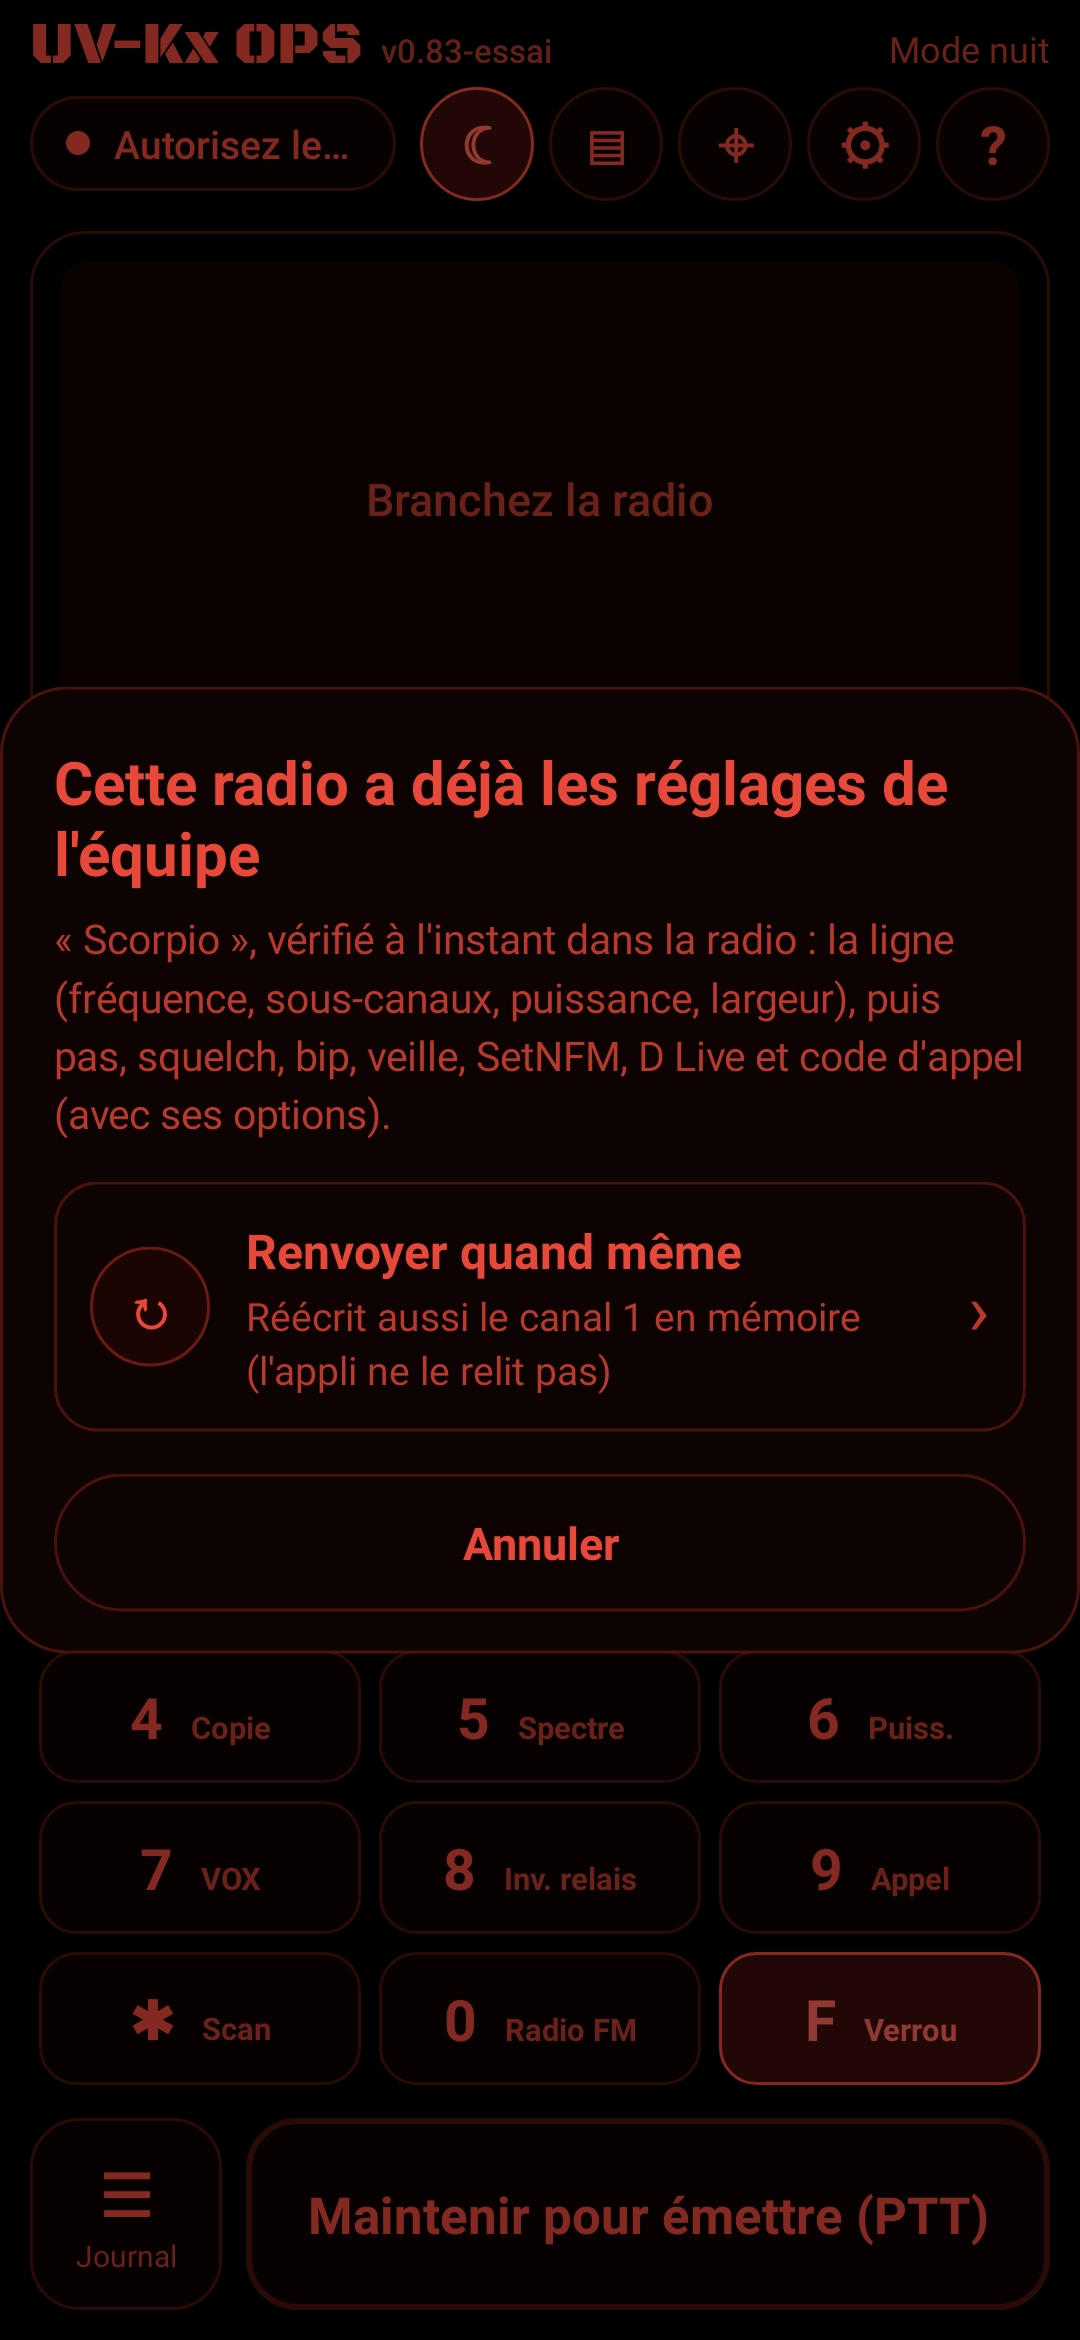 UV-Kx OPS v0.83-essai Mode nuit
Autorisez le... ?
Branchez la radio
Cette radio a déjà les réglages de
l'équipe
« Scorpio », vérifié à l'instant dans la radio : la ligne
(fréquence, sous-canaux, puissance, largeur), puis
pas, squelch, bip, veille, SetNFM, D Live et code d'appel
(avec ses options).
Renvoyer quand même
Réécrit aussi le canal 1 en mémoire
(l'appli ne le relit pas)
Annuler
4 Copie 5 Spectre 6 Puiss.
7 VOX 8 Inv. relais 9 Appel
✱ Scan 0 Radio FM F Verrou
Journal
Maintenir pour émettre (PTT)